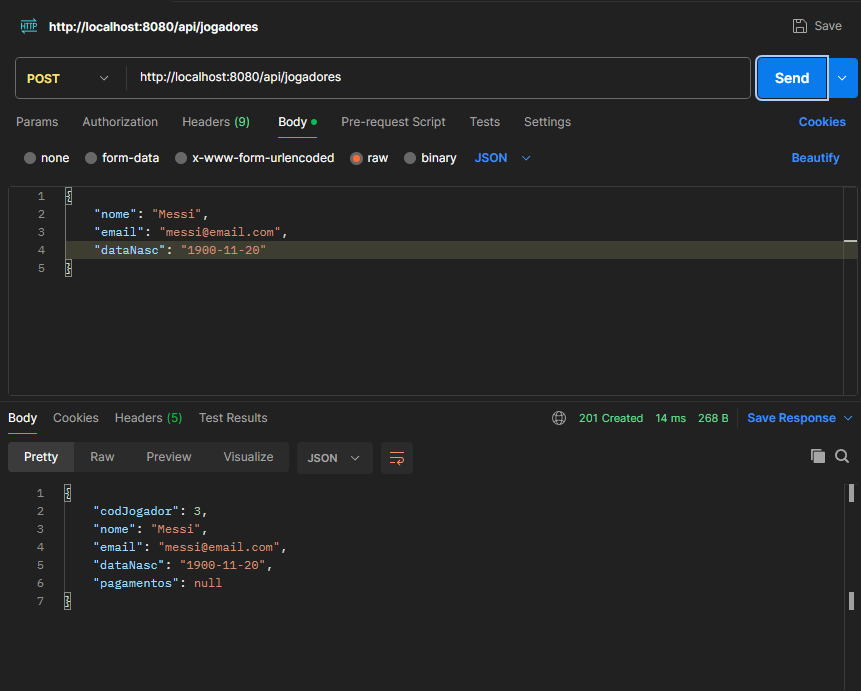 HTTP http://localhost:8080/api/jogadores Save
POST http://localhost:8080/api/jogadores Send
Params Authorization Headers (9) Body Pre-request Script Tests Settings Cookies
none form-data x-www-form-urlencoded raw binary JSON Beautify
1 {
2 "nome": "Messi",
3 "email": "messi@email.com",
4 "dataNasc": "1900-11-20"
5 }
Body Cookies Headers (5) Test Results 201 Created 14 ms 268 B Save Response
Pretty Raw Preview Visualize JSON
1 {
2 "codJogador": 3,
3 "nome": "Messi",
4 "email": "messi@email.com",
5 "dataNasc": "1900-11-20",
6 "pagamentos": null
7 }